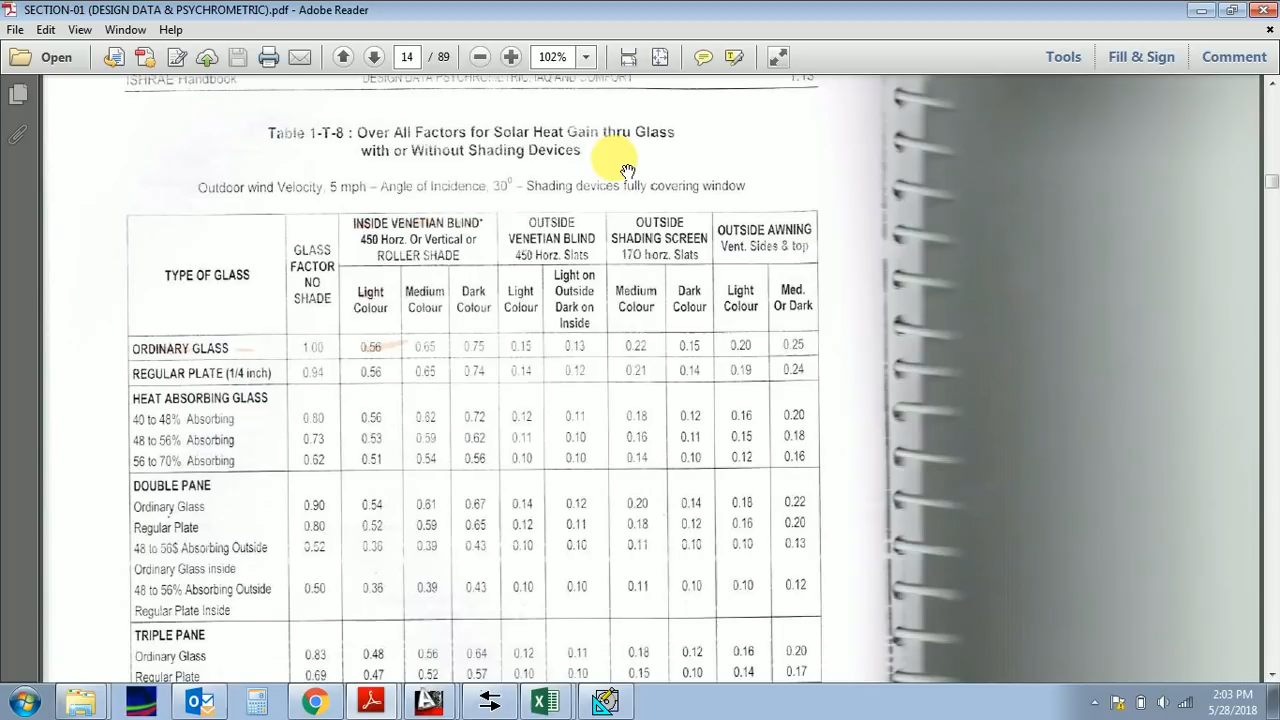 SECTION-01 (DESIGN DATA & PSYCHROMETRIC).pdf - Adobe Reader
File Edit View Window Help
Open 14 / 89 102% Tools Fill & Sign Comment
ISHRAE Handbook DESIGN DATA PSYCHROMETRIC, IAQ AND COMFORT 1.13
Table 1-T-8 : Over All Factors for Solar Heat Gain thru Glass
with or Without Shading Devices
Outdoor wind Velocity, 5 mph – Angle of Incidence, 30⁰ – Shading devices fully covering window
TYPE OF GLASS
GLASS
FACTOR
NO
SHADE
INSIDE VENETIAN BLIND*
450 Horz. Or Vertical or
ROLLER SHADE
OUTSIDE
VENETIAN BLIND
450 Horz. Slats
OUTSIDE
SHADING SCREEN
17O horz. Slats
OUTSIDE AWNING
Vent. Sides & top
Light
Colour
Medium
Colour
Dark
Colour
Light
Colour
Light on
Outside
Dark on
Inside
Medium
Colour
Dark
Colour
Light
Colour
Med.
Or Dark
ORDINARY GLASS 1.00 0.56 0.65 0.75 0.15 0.13 0.22 0.15 0.20 0.25
REGULAR PLATE (1/4 inch) 0.94 0.56 0.65 0.74 0.14 0.12 0.21 0.14 0.19 0.24
HEAT ABSORBING GLASS
40 to 48% Absorbing 0.80 0.56 0.62 0.72 0.12 0.11 0.18 0.12 0.16 0.20
48 to 56% Absorbing 0.73 0.53 0.59 0.62 0.11 0.10 0.16 0.11 0.15 0.18
56 to 70% Absorbing 0.62 0.51 0.54 0.56 0.10 0.10 0.14 0.10 0.12 0.16
DOUBLE PANE
Ordinary Glass 0.90 0.54 0.61 0.67 0.14 0.12 0.20 0.14 0.18 0.22
Regular Plate 0.80 0.52 0.59 0.65 0.12 0.11 0.18 0.12 0.16 0.20
48 to 56$ Absorbing Outside 0.52 0.36 0.39 0.43 0.10 0.10 0.11 0.10 0.10 0.13
Ordinary Glass inside
48 to 56% Absorbing Outside 0.50 0.36 0.39 0.43 0.10 0.10 0.11 0.10 0.10 0.12
Regular Plate Inside
TRIPLE PANE
Ordinary Glass 0.83 0.48 0.56 0.64 0.12 0.11 0.18 0.12 0.16 0.20
Regular Plate 0.69 0.47 0.52 0.57 0.10 0.10 0.15 0.10 0.14 0.17
2:03 PM
5/28/2018